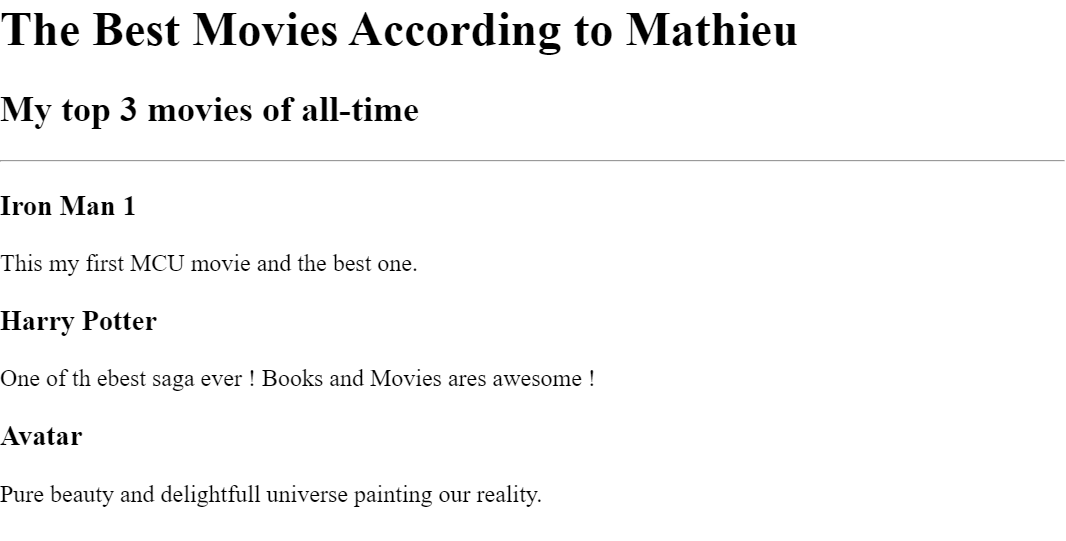 The Best Movies According to Mathieu
My top 3 movies of all-time
Iron Man 1
This my first MCU movie and the best one.
Harry Potter
One of th ebest saga ever ! Books and Movies ares awesome !
Avatar
Pure beauty and delightfull universe painting our reality.